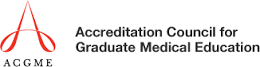 Accreditation Council for
Graduate Medical Education
ACGME